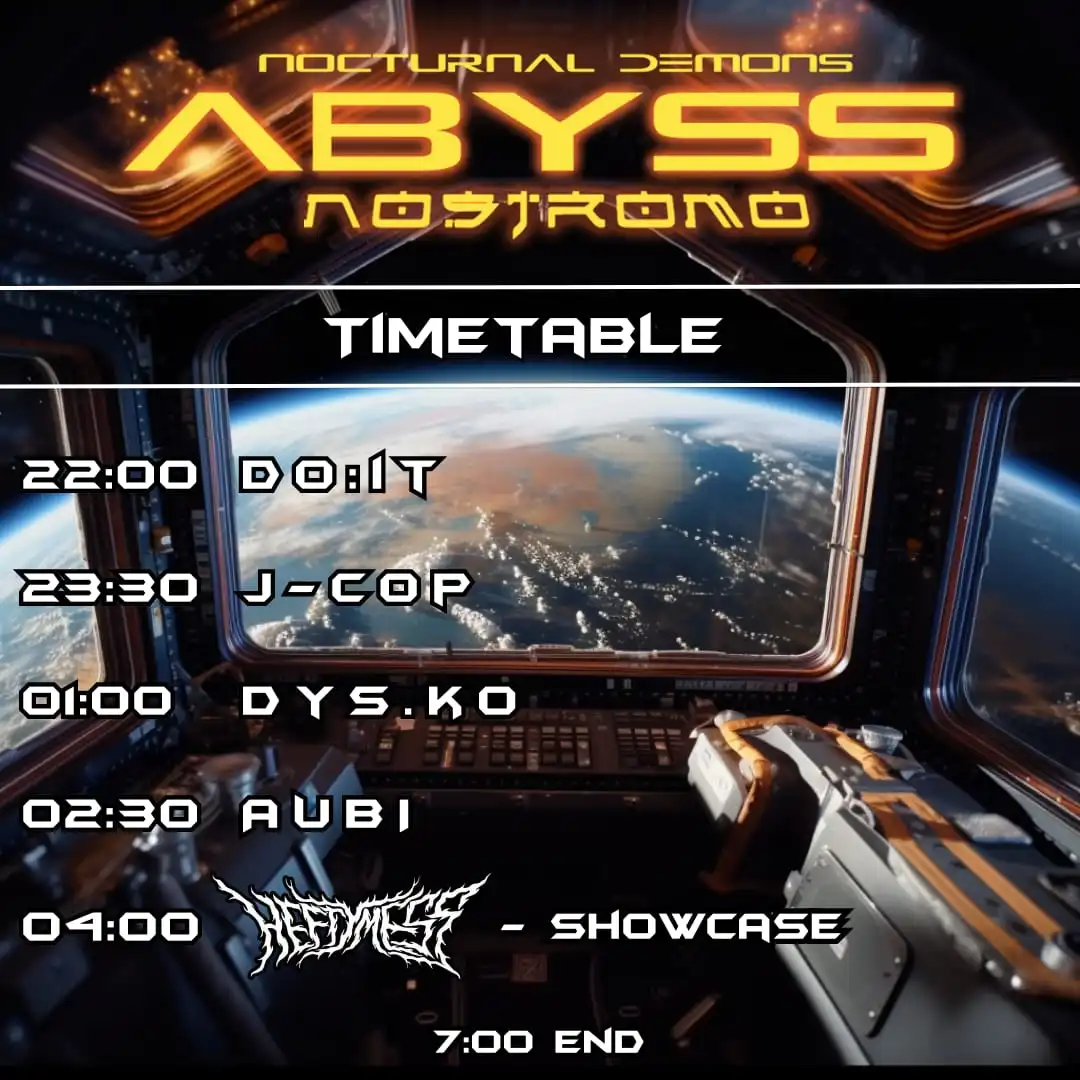 NOCTURNAL DEMONS
ABYSS
NOSTROMO
TIMETABLE
22:00 DO:IT
23:30 J-COP
01:00 DYS.KO
02:30 AUBI
04:00 HEFTYMESS - SHOWCASE
7:00 END